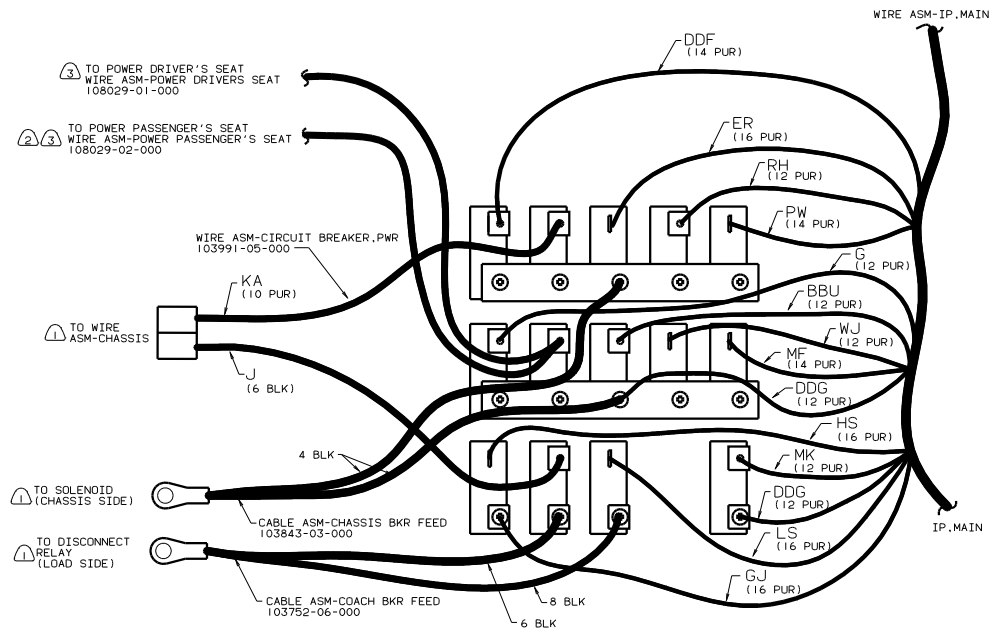 WIRE ASM-IP,MAIN
DDF
(14 PUR)
3
TO POWER DRIVER'S SEAT
WIRE ASM-POWER DRIVERS SEAT
108029-01-000
2 3
TO POWER PASSENGER'S SEAT
WIRE ASM-POWER PASSENGER'S SEAT
108029-02-000
ER
(16 PUR)
RH
(12 PUR)
PW
(14 PUR)
WIRE ASM-CIRCUIT BREAKER,PWR
103991-05-000
G
(12 PUR)
KA
(10 PUR)
BBU
(12 PUR)
1
TO WIRE
ASM-CHASSIS
WJ
(12 PUR)
MF
(14 PUR)
J
(6 BLK)
DDG
(12 PUR)
HS
(16 PUR)
4 BLK
MK
(12 PUR)
1
TO SOLENOID
(CHASSIS SIDE)
DDG
(12 PUR)
CABLE ASM-CHASSIS BKR FEED
103843-03-000
IP,MAIN
LS
(16 PUR)
1
TO DISCONNECT
RELAY
(LOAD SIDE)
GJ
(16 PUR)
CABLE ASM-COACH BKR FEED
103752-06-000
8 BLK
6 BLK